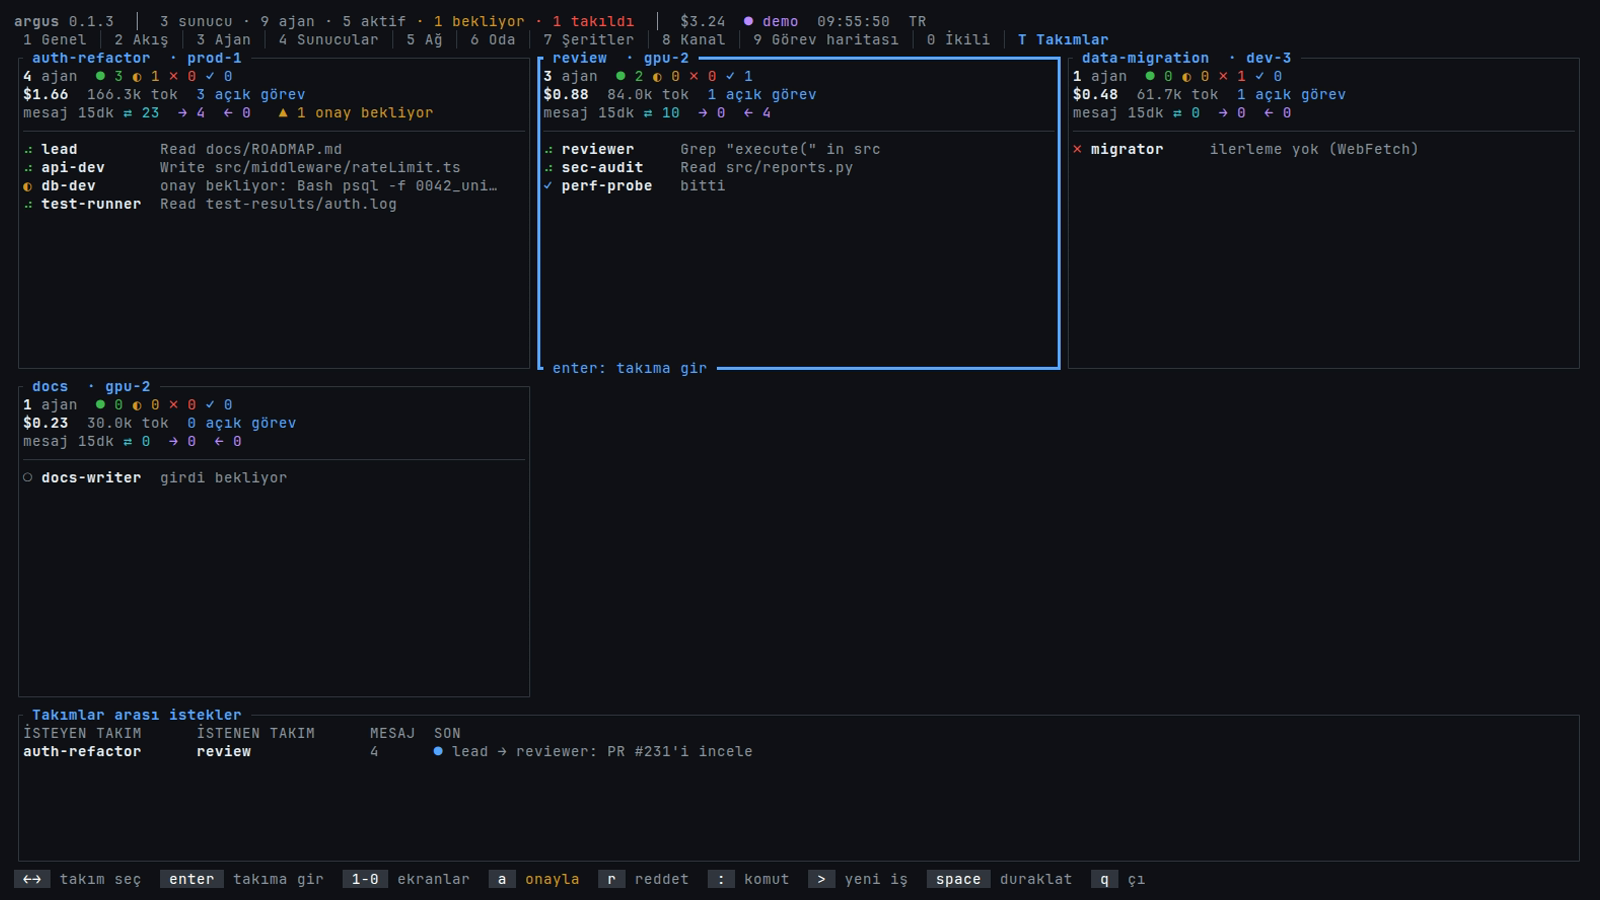 argus 0.1.3 │ 3 sunucu · 9 ajan · 5 aktif · 1 bekliyor · 1 takıldı │ $3.24 ● demo 09:55:50 TR
1 Genel │ 2 Akış │ 3 Ajan │ 4 Sunucular │ 5 Ağ │ 6 Oda │ 7 Şeritler │ 8 Kanal │ 9 Görev haritası │ 0 İkili │ T Takımlar
auth-refactor · prod-1
4 ajan ● 3 ◐ 1 × 0 ✓ 0
$1.66 166.3k tok 3 açık görev
mesaj 15dk ⇄ 23 → 4 ← 0 ▲ 1 onay bekliyor
lead Read docs/ROADMAP.md
api-dev Write src/middleware/rateLimit.ts
◐ db-dev onay bekliyor: Bash psql -f 0042_uni…
test-runner Read test-results/auth.log
review · gpu-2
3 ajan ● 2 ◐ 0 × 0 ✓ 1
$0.88 84.0k tok 1 açık görev
mesaj 15dk ⇄ 10 → 0 ← 4
reviewer Grep "execute(" in src
sec-audit Read src/reports.py
✓ perf-probe bitti
enter: takıma gir
data-migration · dev-3
1 ajan ● 0 ◐ 0 × 1 ✓ 0
$0.48 61.7k tok 1 açık görev
mesaj 15dk ⇄ 0 → 0 ← 0
× migrator ilerleme yok (WebFetch)
docs · gpu-2
1 ajan ● 0 ◐ 0 × 0 ✓ 0
$0.23 30.0k tok 0 açık görev
mesaj 15dk ⇄ 0 → 0 ← 0
○ docs-writer girdi bekliyor
Takımlar arası istekler
İSTEYEN TAKIM İSTENEN TAKIM MESAJ SON
auth-refactor review 4 ● lead → reviewer: PR #231'i incele
←→ takım seç enter takıma gir 1-0 ekranlar a onayla r reddet : komut > yeni iş space duraklat q çı